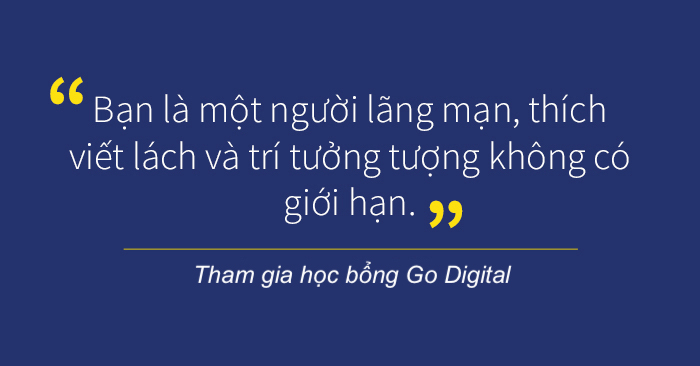 “ Bạn là một người lãng mạn, thích
viết lách và trí tưởng tượng không có
giới hạn. ”
Tham gia học bổng Go Digital